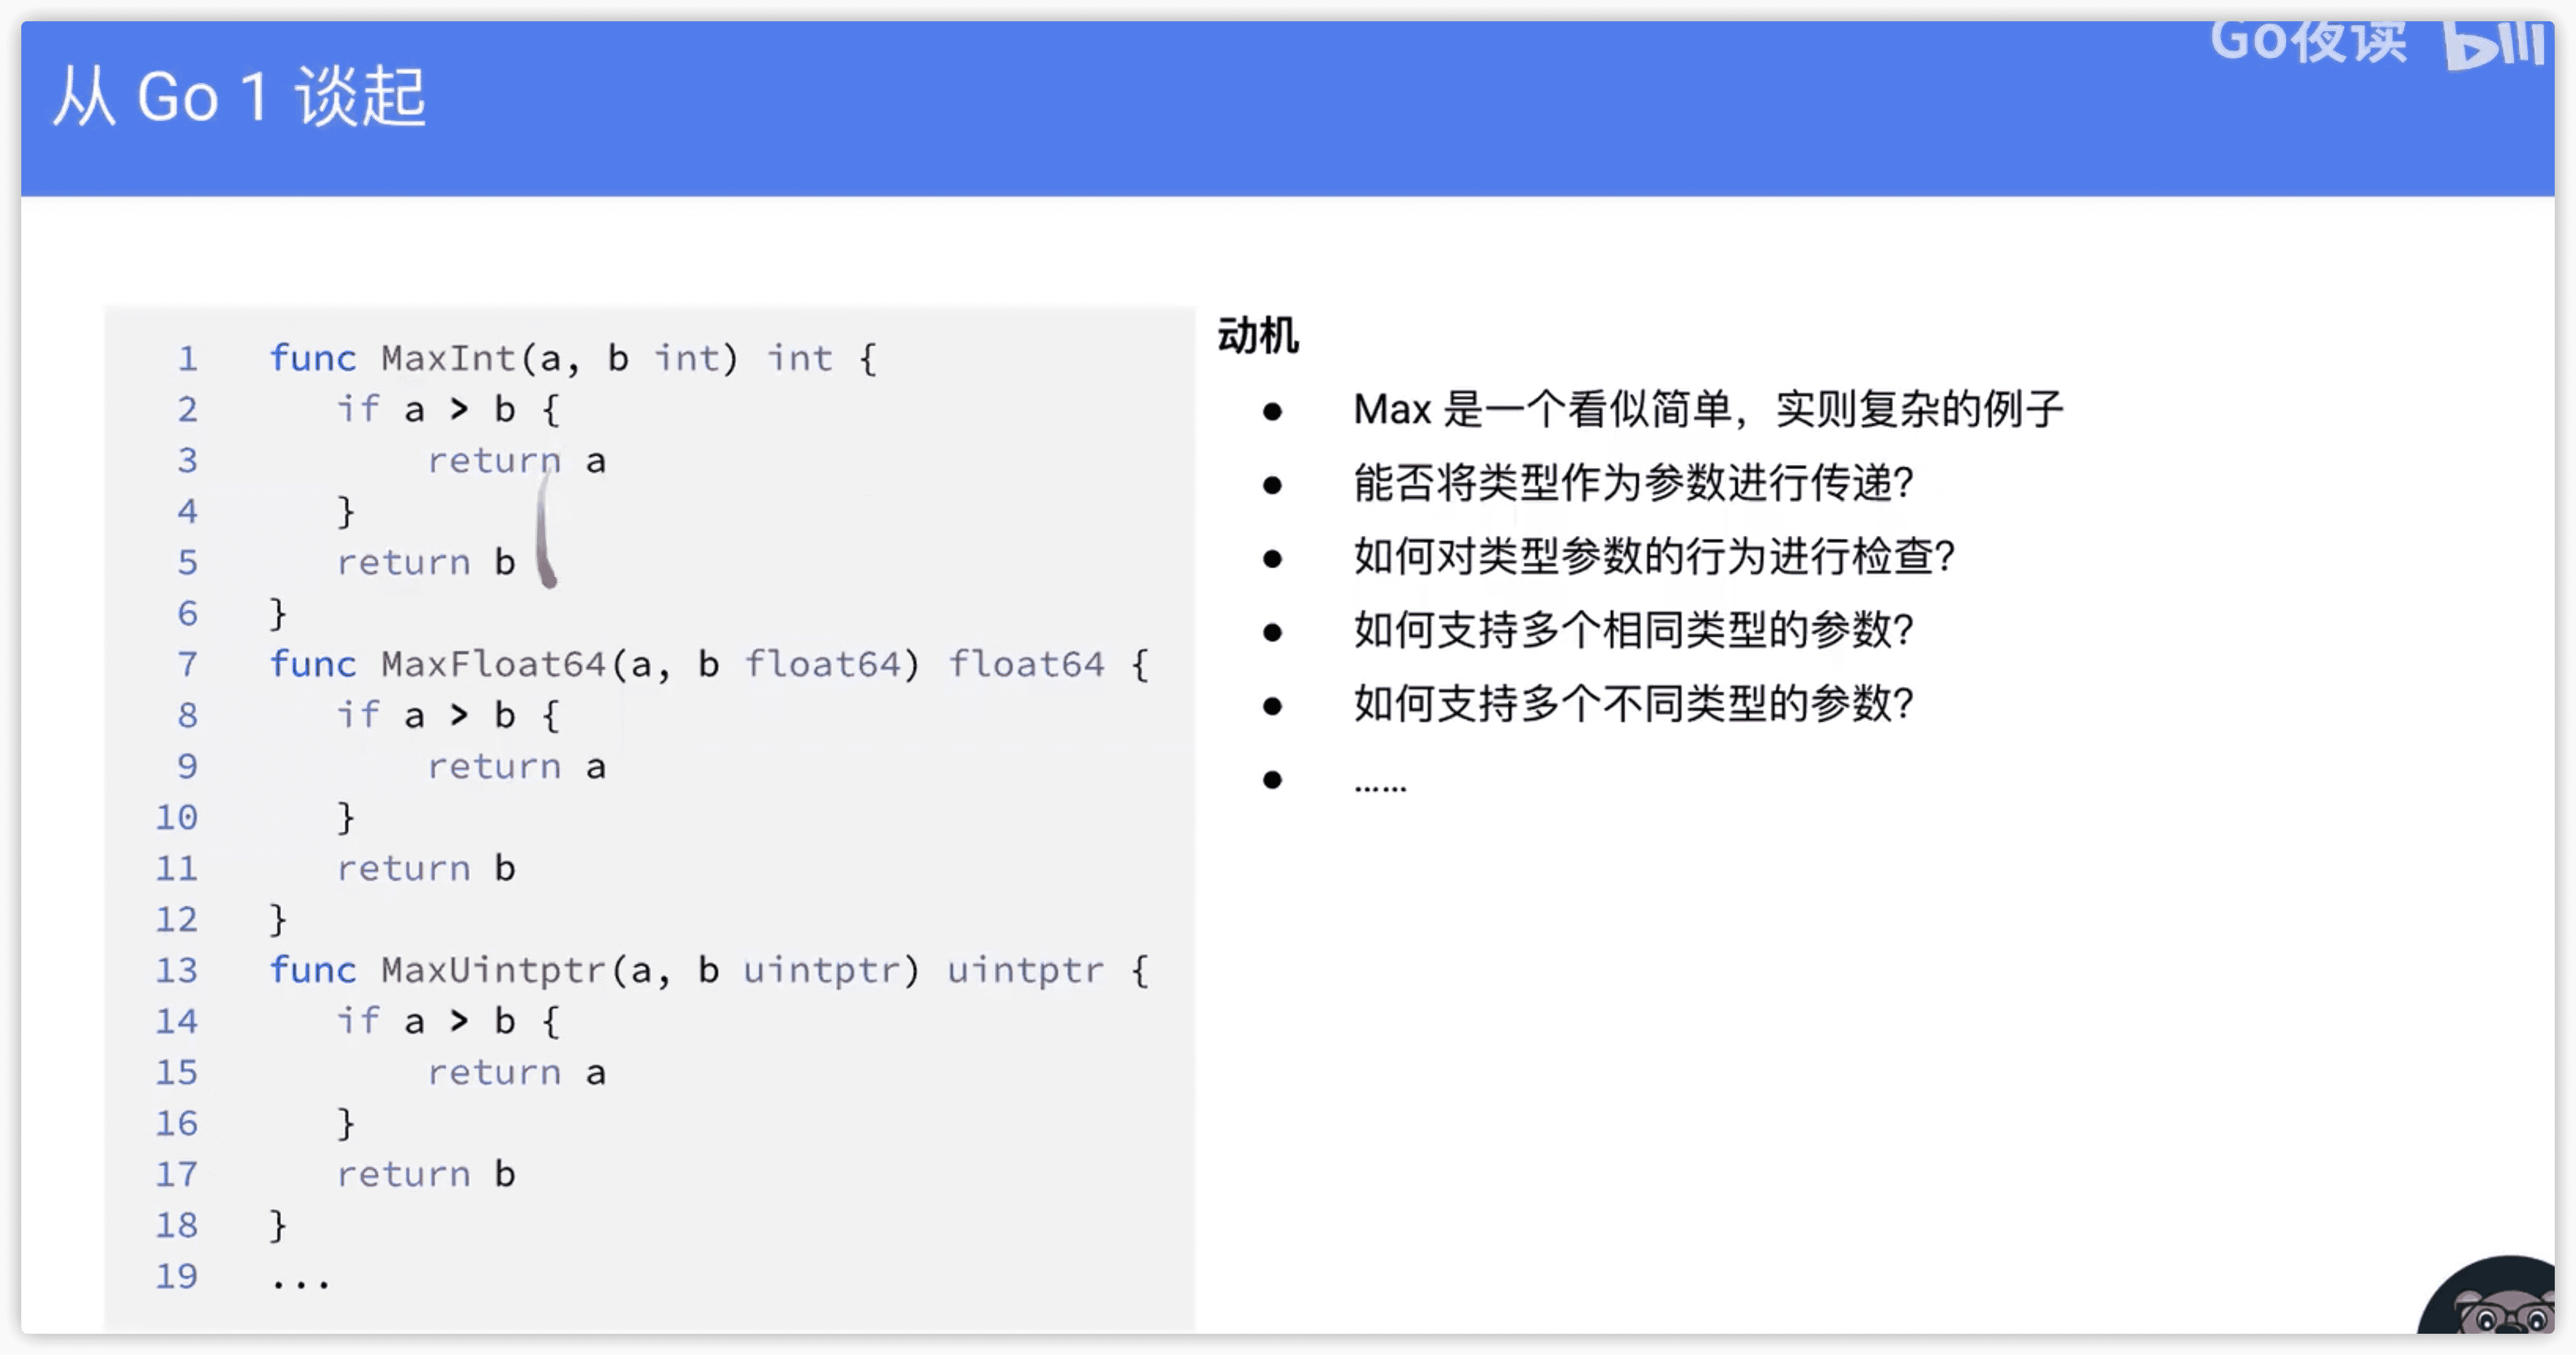 从 Go 1 谈起
Go夜读 bili
1 func MaxInt(a, b int) int {
2 if a > b {
3 return a
4 }
5 return b
6 }
7 func MaxFloat64(a, b float64) float64 {
8 if a > b {
9 return a
10 }
11 return b
12 }
13 func MaxUintptr(a, b uintptr) uintptr {
14 if a > b {
15 return a
16 }
17 return b
18 }
19 ...
动机
● Max 是一个看似简单，实则复杂的例子
● 能否将类型作为参数进行传递？
● 如何对类型参数的行为进行检查？
● 如何支持多个相同类型的参数？
● 如何支持多个不同类型的参数？
● ……